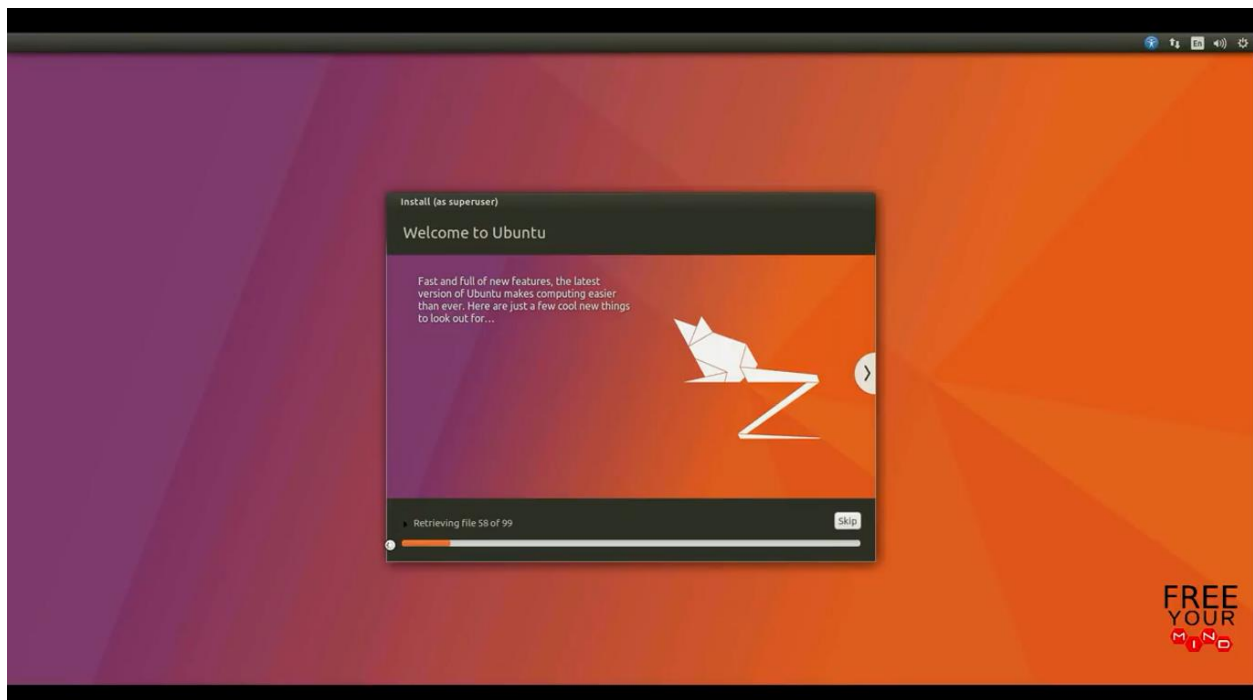 En
Install (as superuser)
Welcome to Ubuntu
Fast and full of new features, the latest
version of Ubuntu makes computing easier
than ever. Here are just a few cool new things
to look out for...
Retrieving file 58 of 99
Skip
FREE
YOUR
MIND